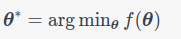 θ* = arg min_θ f(θ)